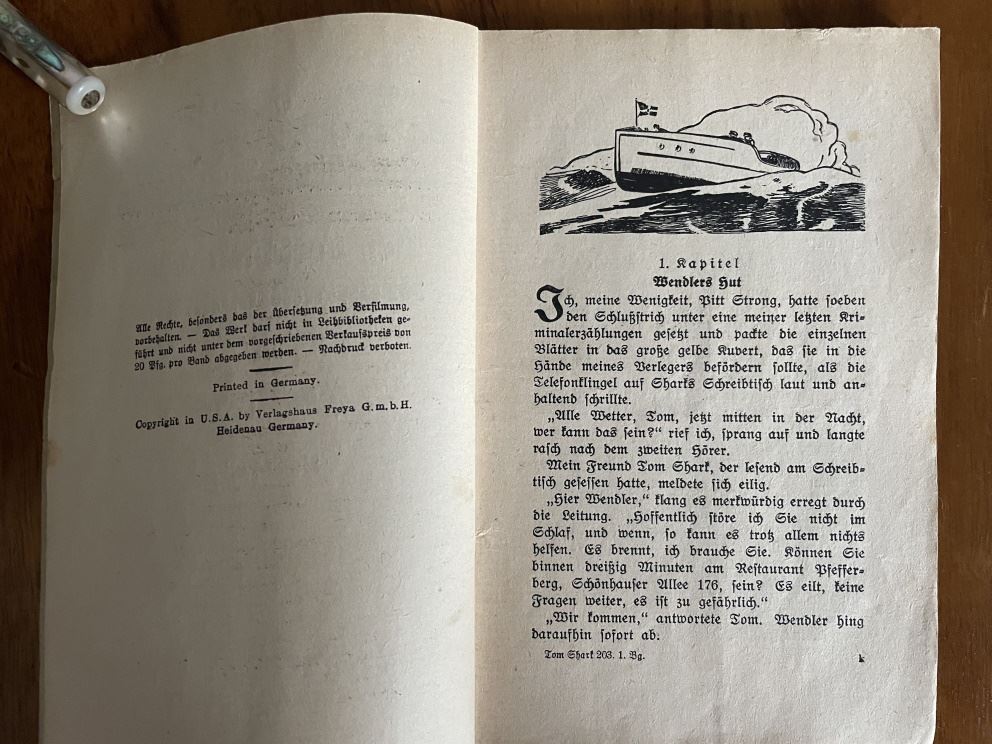 Alle Rechte, besonders das der Übersetzung und Verfilmung,
vorbehalten. — Das Werk darf nicht in Leihbibliotheken ge-
führt und nicht unter dem vorgeschriebenen Verkaufspreis von
20 Pfg. pro Band abgegeben werden. — Nachdruck verboten.
Printed in Germany.
Copyright in U.S.A. by Verlagshaus Freya G.m.b.H.
Heidenau Germany.
1. Kapitel
Wendlers Hut
Ich, meine Wenigkeit, Pitt Strong, hatte soeben
den Schlußstrich unter eine meiner letzten Kri-
minalerzählungen gesetzt und packte die einzelnen
Blätter in das große gelbe Kuvert, das sie in die
Hände meines Verlegers befördern sollte, als die
Telefonklingel auf Sharks Schreibtisch laut und an-
haltend schrillte.
„Alle Wetter, Tom, jetzt mitten in der Nacht,
wer kann das sein?“ rief ich, sprang auf und langte
rasch nach dem zweiten Hörer.
Mein Freund Tom Shark, der lesend am Schreib-
tisch gesessen hatte, meldete sich eilig.
„Hier Wendler,“ klang es merkwürdig erregt durch
die Leitung. „Hoffentlich störe ich Sie nicht im
Schlaf, und wenn, so kann es trotz allem nichts
helfen. Es brennt, ich brauche Sie. Können Sie
binnen dreißig Minuten am Restaurant Pfeffer-
berg, Schönhauser Allee 176, sein? Es eilt, keine
Fragen weiter, es ist zu gefährlich.“
„Wir kommen,“ antwortete Tom. Wendler hing
daraufhin sofort ab.
Tom Shark 203. 1. Bg.
k